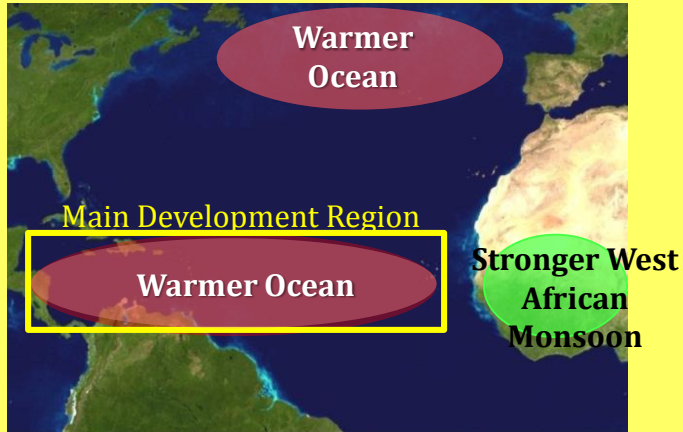 Warmer
Ocean
Main Development Region
Warmer Ocean
Stronger West
African
Monsoon